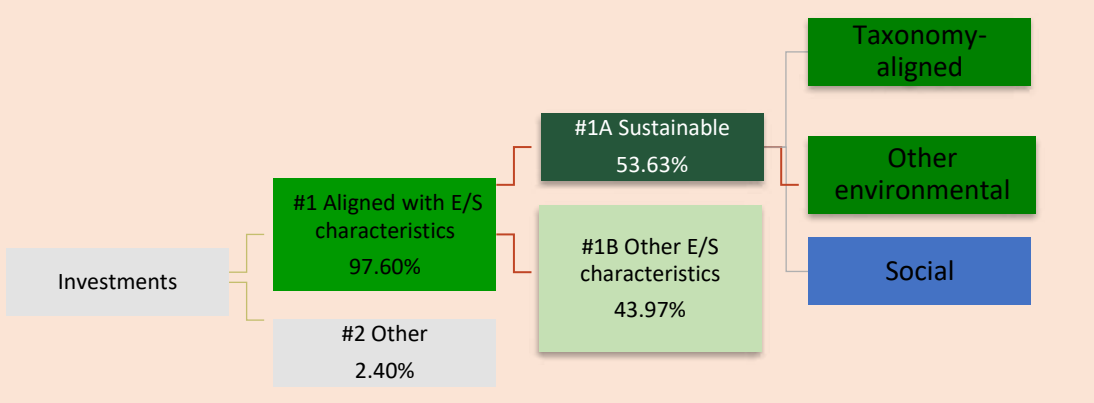 Investments
#1 Aligned with E/S
characteristics
97.60%
#2 Other
2.40%
#1A Sustainable
53.63%
#1B Other E/S
characteristics
43.97%
Taxonomy-
aligned
Other
environmental
Social